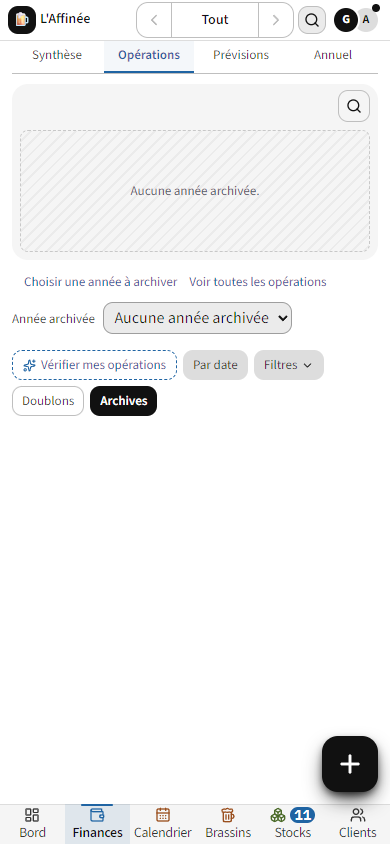 L'Affinée
Tout
G
A
Synthèse
Opérations
Prévisions
Annuel
Aucune année archivée.
Choisir une année à archiver
Voir toutes les opérations
Année archivée
Aucune année archivée
Vérifier mes opérations
Par date
Filtres
Doublons
Archives
11
Bord
Finances
Calendrier
Brassins
Stocks
Clients